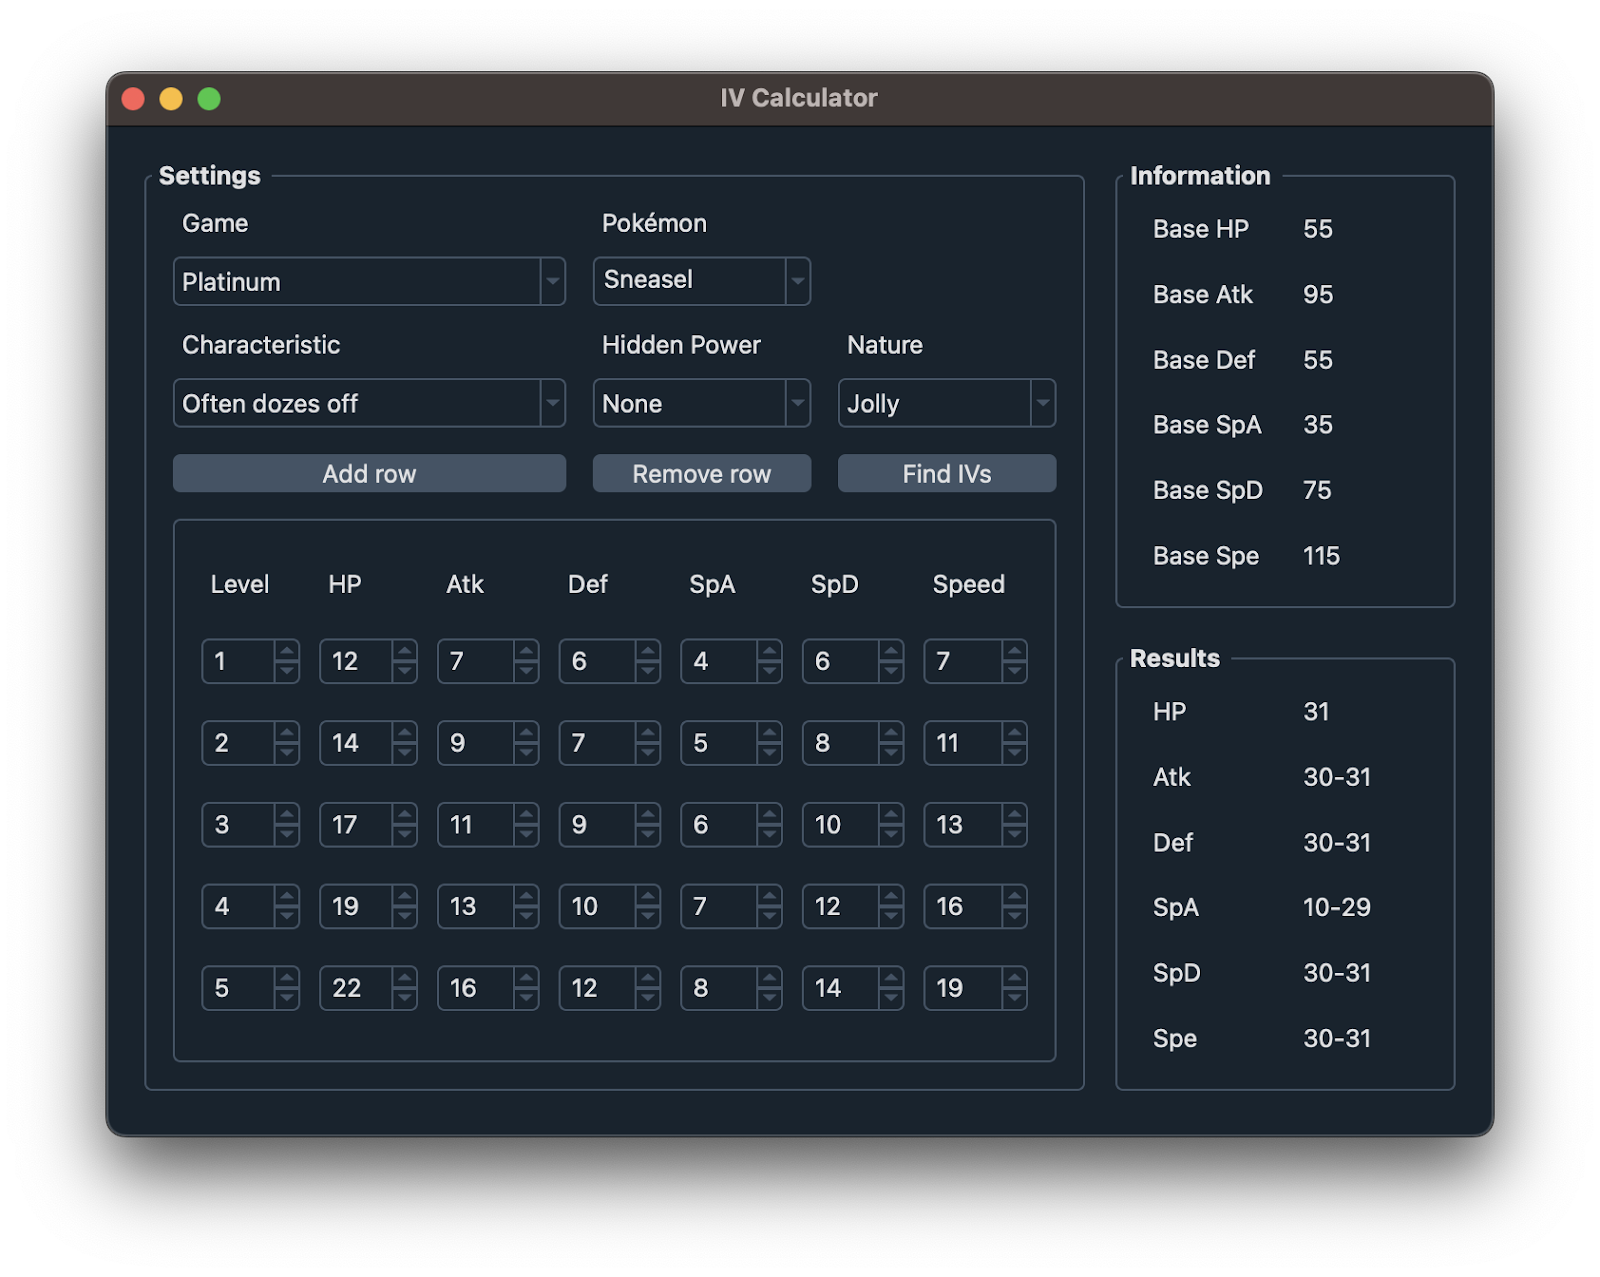 IV Calculator
Settings
Game Pokémon
Platinum Sneasel
Characteristic Hidden Power Nature
Often dozes off None Jolly
Add row Remove row Find IVs
Level HP Atk Def SpA SpD Speed
1 12 7 6 4 6 7
2 14 9 7 5 8 11
3 17 11 9 6 10 13
4 19 13 10 7 12 16
5 22 16 12 8 14 19
Information
Base HP 55
Base Atk 95
Base Def 55
Base SpA 35
Base SpD 75
Base Spe 115
Results
HP 31
Atk 30-31
Def 30-31
SpA 10-29
SpD 30-31
Spe 30-31